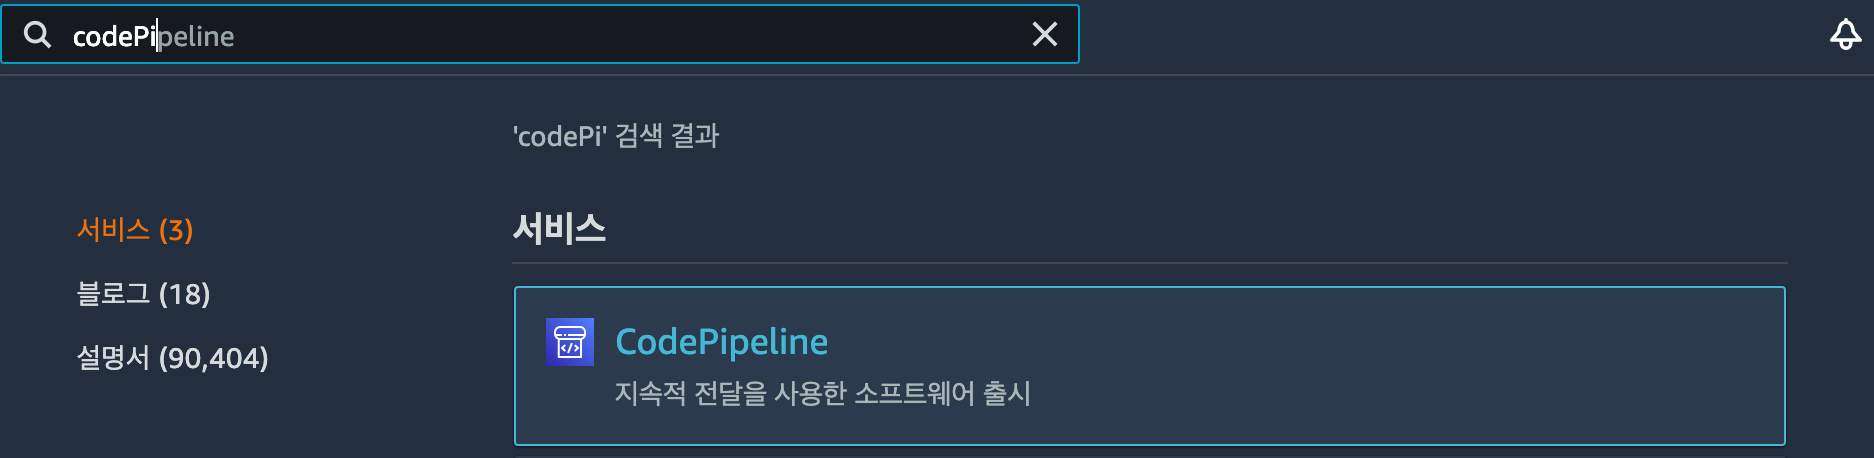 codePipeline
'codePi' 검색 결과
서비스 (3)
블로그 (18)
설명서 (90,404)
서비스
CodePipeline
지속적 전달을 사용한 소프트웨어 출시